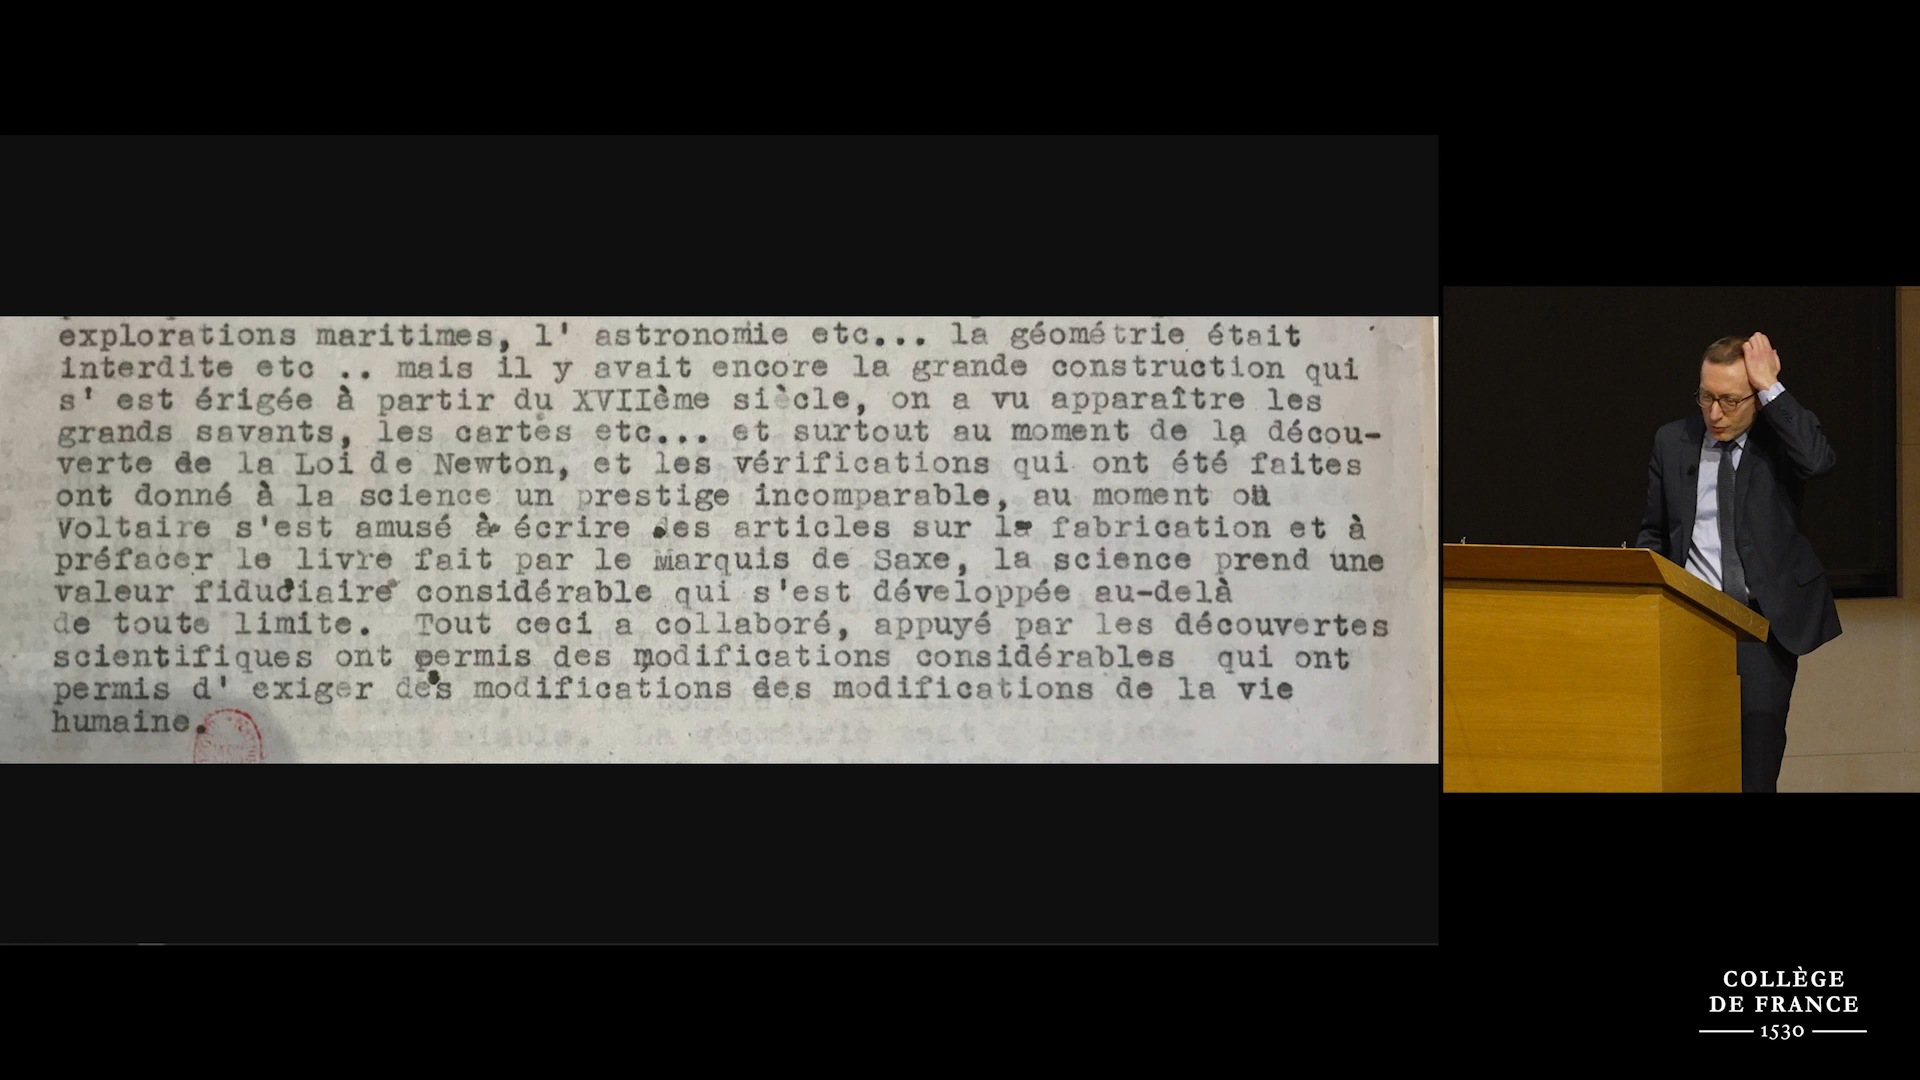 explorations maritimes, l' astronomie etc... la géométrie était
interdite etc .. mais il y avait encore la grande construction qui
s' est érigée à partir du XVIIème siècle, on a vu apparaître les
grands savants, les cartes etc... et surtout au moment de la décou-
verte de la Loi de Newton, et les vérifications qui ont été faites
ont donné à la science un prestige incomparable, au moment où
Voltaire s'est amusé à écrire des articles sur la fabrication et à
préfacer le livre fait par le Marquis de Saxe, la science prend une
valeur fiduciaire considérable qui s'est développée au-delà
de toute limite. Tout ceci a collaboré, appuyé par les découvertes
scientifiques ont permis des modifications considérables qui ont
permis d' exiger des modifications des modifications de la vie
humaine.
COLLÈGE
DE FRANCE
1530